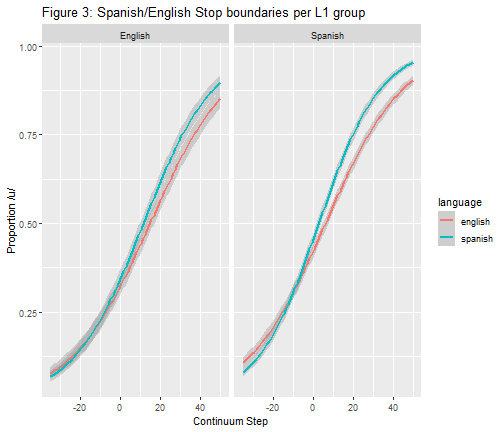 Figure 3: Spanish/English Stop boundaries per L1 group
English
Spanish
1.00
0.75
0.50
0.25
Proportion /u/
-20 0 20 40
-20 0 20 40
Continuum Step
language
english
spanish